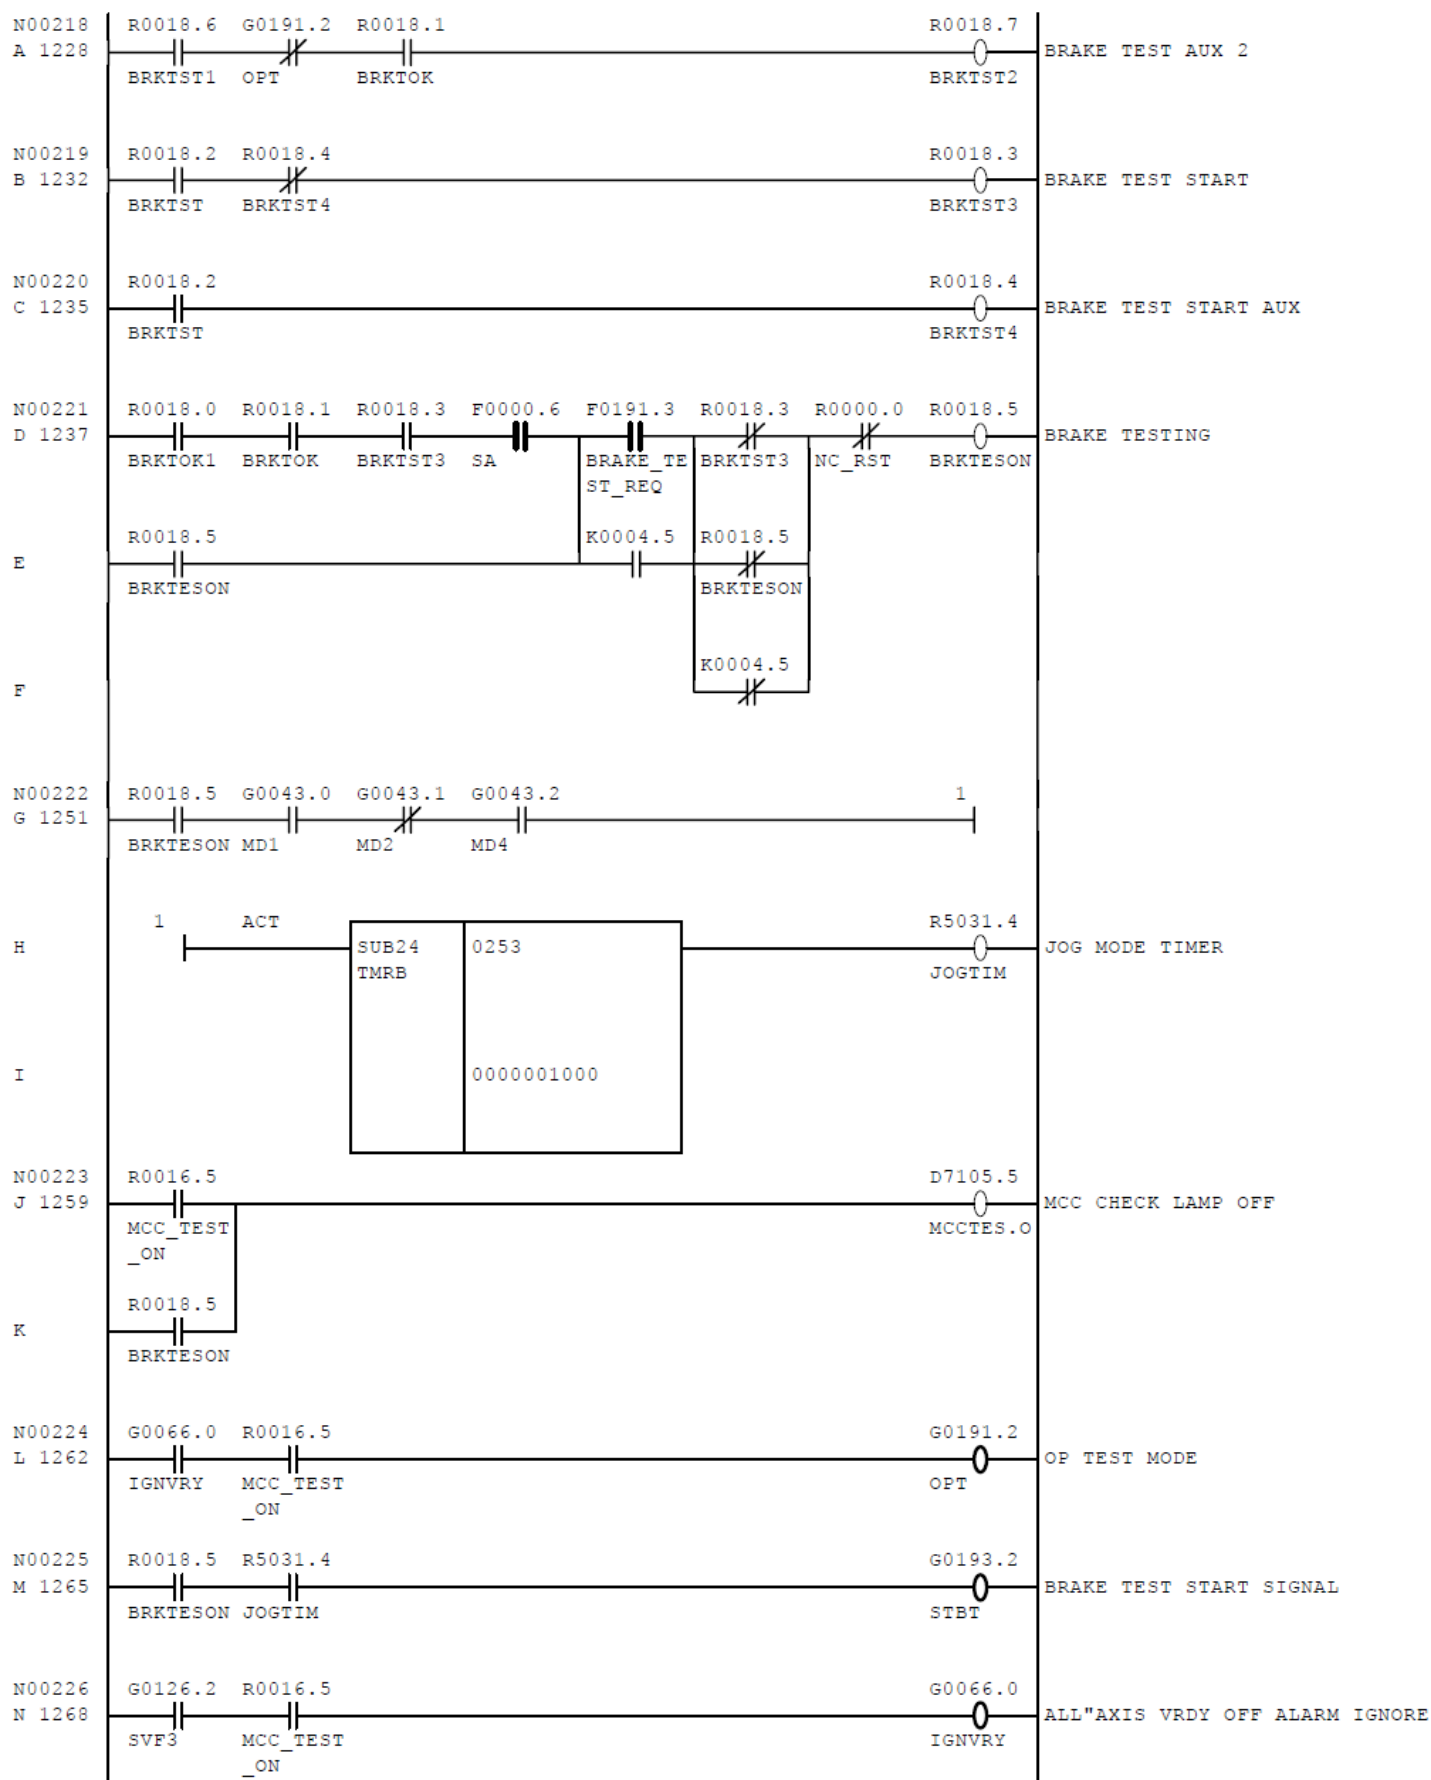 N00218 R0018.6 G0191.2 R0018.1 R0018.7
A 1228 BRAKE TEST AUX 2
BRKTST1 OPT BRKTOK BRKTST2
N00219 R0018.2 R0018.4 R0018.3
B 1232 BRAKE TEST START
BRKTST BRKTST4 BRKTST3
N00220 R0018.2 R0018.4
C 1235 BRAKE TEST START AUX
BRKTST BRKTST4
N00221 R0018.0 R0018.1 R0018.3 F0000.6 F0191.3 R0018.3 R0000.0 R0018.5
D 1237 BRAKE TESTING
BRKTOK1 BRKTOK BRKTST3 SA BRAKE_TE BRKTST3 NC_RST BRKTESON
ST_REQ
R0018.5 K0004.5 R0018.5
E
BRKTESON BRKTESON
K0004.5
F
N00222 R0018.5 G0043.0 G0043.1 G0043.2 1
G 1251
BRKTESON MD1 MD2 MD4
1 ACT R5031.4
H SUB24 0253 JOG MODE TIMER
TMRB JOGTIM
I 0000001000
N00223 R0016.5 D7105.5
J 1259 MCC CHECK LAMP OFF
MCC_TEST MCCTES.O
_ON
R0018.5
K
BRKTESON
N00224 G0066.0 R0016.5 G0191.2
L 1262 OP TEST MODE
IGNVRY MCC_TEST OPT
_ON
N00225 R0018.5 R5031.4 G0193.2
M 1265 BRAKE TEST START SIGNAL
BRKTESON JOGTIM STBT
N00226 G0126.2 R0016.5 G0066.0
N 1268 ALL"AXIS VRDY OFF ALARM IGNORE
SVF3 MCC_TEST IGNVRY
_ON